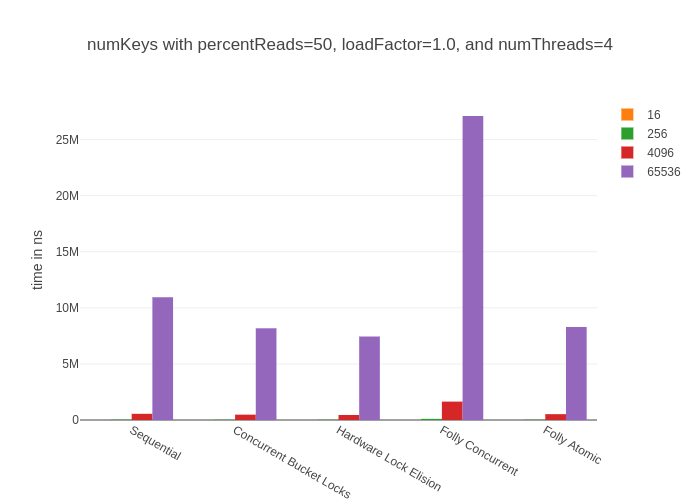 numKeys with percentReads=50, loadFactor=1.0, and numThreads=4
16
256
4096
65536
time in ns
25M
20M
15M
10M
5M
0
Sequential
Concurrent Bucket Locks
Hardware Lock Elision
Folly Concurrent
Folly Atomic